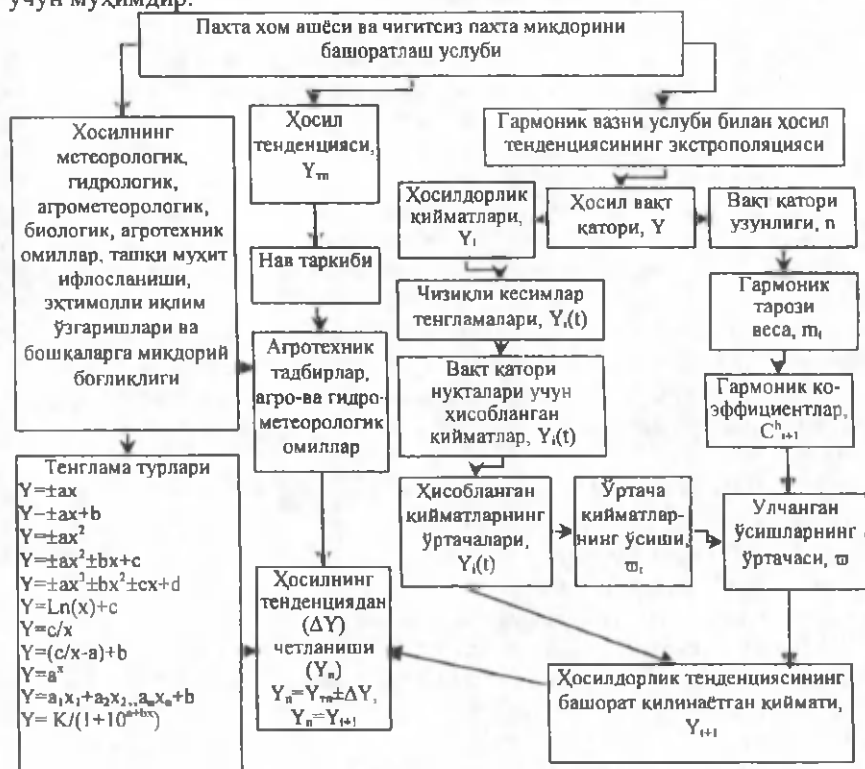 учун муҳимдир.
Пахта хом ашёси ва чигитсиз пахта миқдорини
башоратлаш услуби
Ҳосилнинг
метеорологик,
гидрологик,
агрометеорологик,
биологик, агротехник
омиллар, ташқи муҳит
ифлосланиши,
эҳтимолли иқлим
ўзгаришлари ва
бошқаларга миқдорий
боғлиқлиги
Ҳосил
тенденцияси,
Yтп
Гармоник вазни услуби билан ҳосил
тенденциясининг экстрополяцияси
Ҳосилдорлик
қийматлари,
Yi
Ҳосил вақт
қатори, Y
Вақт қатори
узунлиги, n
Нав таркиби
Чизиқли кесимлар
тенгламалари, Yi(t)
Гармоник
тарози
веса, mt
Агротехник
тадбирлар,
агро-ва гидро-
метеорологик
омиллар
Вақт қатори
нуқталари учун
ҳисобланган
қийматлар, Yi(t)
Гармоник ко-
эффициентлар,
C^h t+1
Тенглама турлари
Y=±ax
Y=±ax+b
Y=±ax²
Y=±ax²±bx+c
Y=±ax³±bx²±cx+d
Y=Ln(x)+c
Y=c/x
Y=(c/x-a)+b
Y=a^x
Y=a₁x₁+a₂x₂,,aₙxₙ+b
Y= K/(!+10^a+bx)
Ҳисобланган
қийматларнинг
ўртачалари,
Yi(t)
Ўртача
қийматлар-
нинг ўсиши,
ϖt
Улчанган
ўсишларнинг
ўртачаси, ϖ
Ҳосилнинг
тенденциядан
(ΔY)
четланиши
(Yп)
Yп=Yтп±ΔY,
Yп=Yt+1
Ҳосилдорлик тенденциясининг
башорат қилинаётган қиймати,
Yt+1